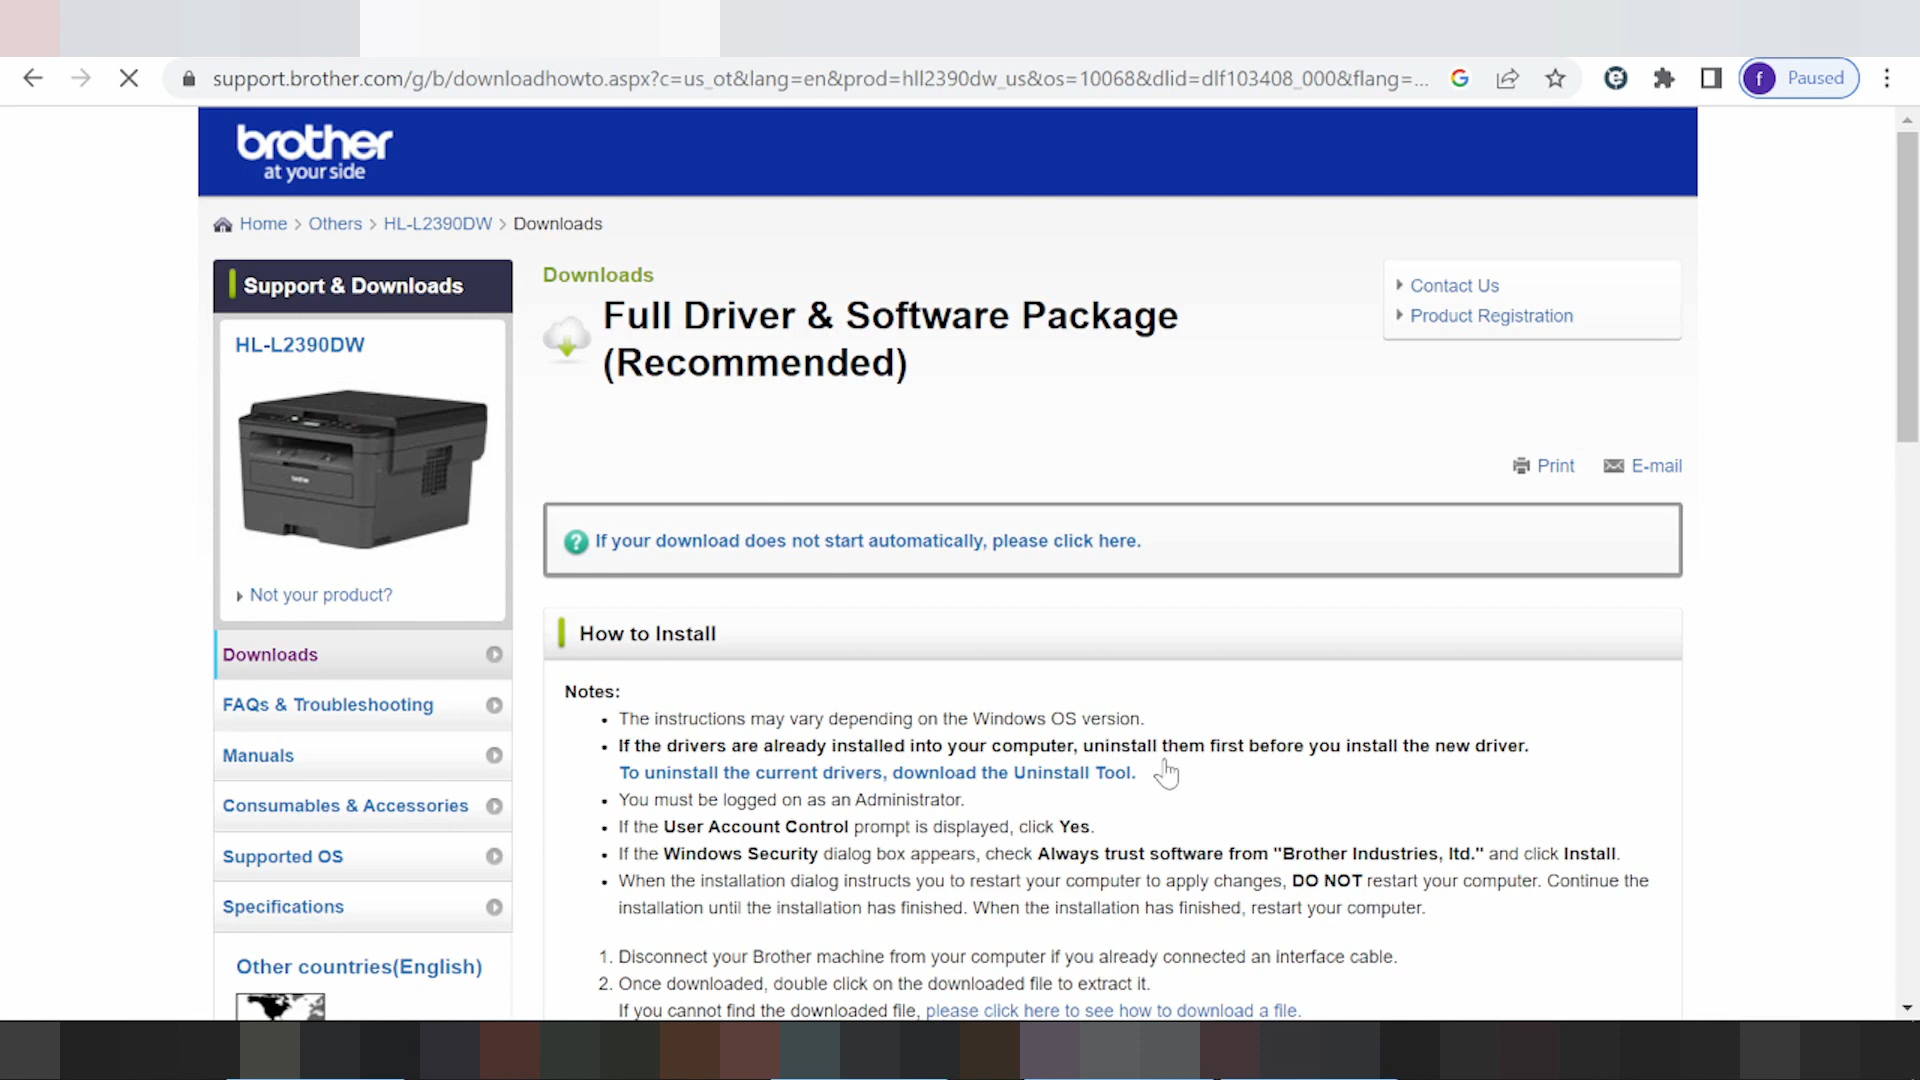 support.brother.com/g/b/downloadhowto.aspx?c=us_ot&lang=en&prod=hll2390dw_us&os=10068&dlid=dlf103408_000&flang=...
f Paused
brother
at your side
Home > Others > HL-L2390DW > Downloads
Support & Downloads
HL-L2390DW
brother
Not your product?
Downloads
FAQs & Troubleshooting
Manuals
Consumables & Accessories
Supported OS
Specifications
Other countries(English)
Downloads
Full Driver & Software Package
(Recommended)
Contact Us
Product Registration
Print
E-mail
If your download does not start automatically, please click here.
How to Install
Notes:
• The instructions may vary depending on the Windows OS version.
• If the drivers are already installed into your computer, uninstall them first before you install the new driver.
To uninstall the current drivers, download the Uninstall Tool.
• You must be logged on as an Administrator.
• If the User Account Control prompt is displayed, click Yes.
• If the Windows Security dialog box appears, check Always trust software from "Brother Industries, ltd." and click Install.
• When the installation dialog instructs you to restart your computer to apply changes, DO NOT restart your computer. Continue the
installation until the installation has finished. When the installation has finished, restart your computer.
1. Disconnect your Brother machine from your computer if you already connected an interface cable.
2. Once downloaded, double click on the downloaded file to extract it.
If you cannot find the downloaded file, please click here to see how to download a file.